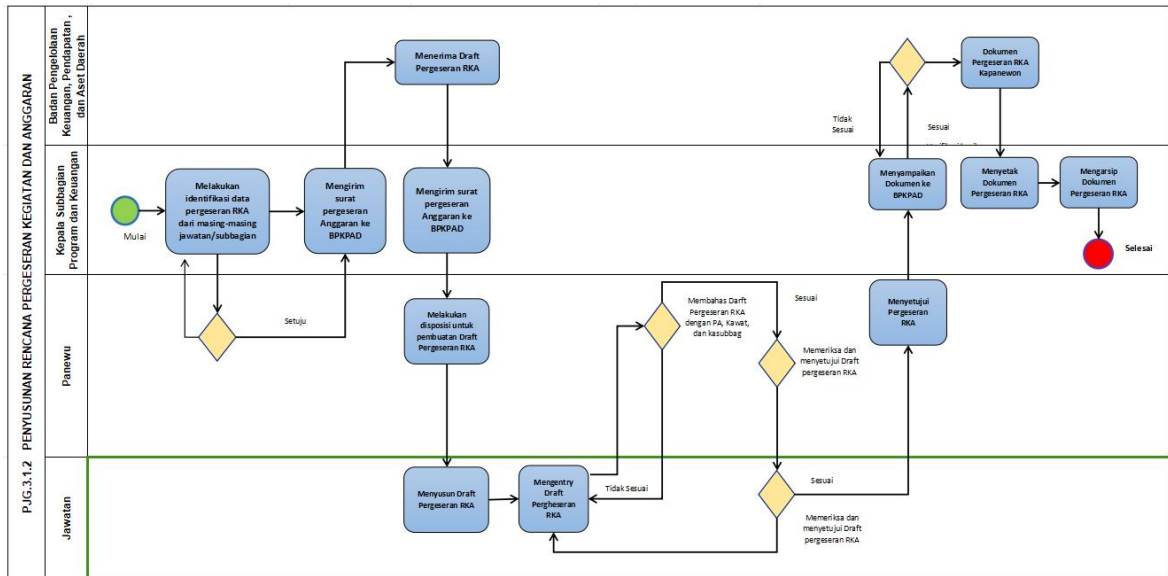 PJG.3.1.2 PENYUSUNAN RENCANA PERGESERAN KEGIATAN DAN ANGGARAN
Badan Pengelolaan
Keuangan, Pendapatan ,
dan Aset Daerah
Menerima Draft
Pergeseran RKA
Tidak
Sesuai
Sesuai
Dokumen
Pergeseran RKA
Kapanewon
Kepala Subbagian
Program dan Keuangan
Mulai
Melakukan
identifikasi data
pergeseran RKA
dari masing-masing
jawatan/subbagian
Mengirim
surat
pergeseran
Anggaran ke
BPKPAD
Mengirim surat
pergeseran
Anggaran ke
BPKPAD
Menyampaikan
Dokumen ke
BPKPAD
Menyetak
Dokumen
Pergeseran RKA
Mengarsip
Dokumen
Pergeseran RKA
Selesai
Panewu
Setuju
Melakukan
disposisi untuk
pembuatan Draft
Pergeseran RKA
Membahas Darft
Pergeseran RKA
dengan PA, Kawat,
dan kasubbag
Sesuai
Memeriksa dan
menyetujui Draft
pergeseran RKA
Menyetujui
Pergeseran
RKA
Jawatan
Menyusun Draft
Pergeseran RKA
Mengentry
Draft
Pergheseran
RKA
Tidak Sesuai
Sesuai
Memeriksa dan
menyetujui Draft
pergeseran RKA